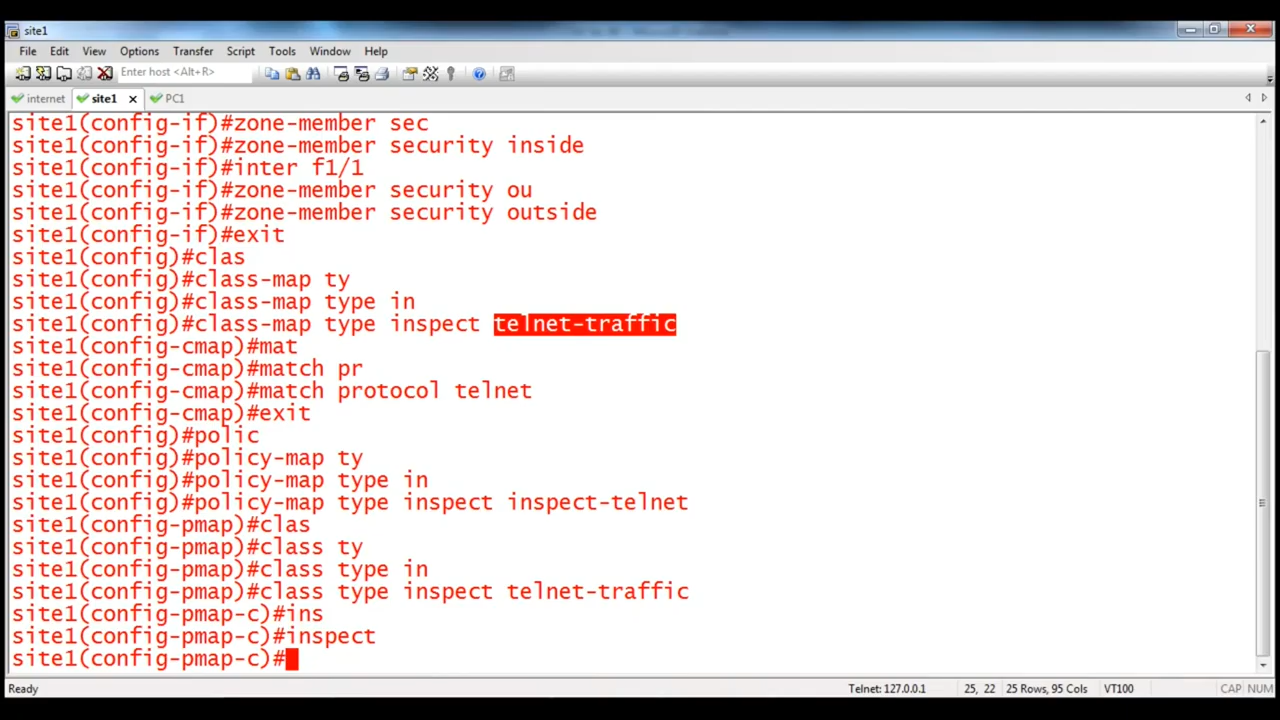 site1
File Edit View Options Transfer Script Tools Window Help
Enter host <Alt+R>
internet site1 PC1
site1(config-if)#zone-member sec
site1(config-if)#zone-member security inside
site1(config-if)#inter f1/1
site1(config-if)#zone-member security ou
site1(config-if)#zone-member security outside
site1(config-if)#exit
site1(config)#clas
site1(config)#class-map ty
site1(config)#class-map type in
site1(config)#class-map type inspect telnet-traffic
site1(config-cmap)#mat
site1(config-cmap)#match pr
site1(config-cmap)#match protocol telnet
site1(config-cmap)#exit
site1(config)#polic
site1(config)#policy-map ty
site1(config)#policy-map type in
site1(config)#policy-map type inspect inspect-telnet
site1(config-pmap)#clas
site1(config-pmap)#class ty
site1(config-pmap)#class type in
site1(config-pmap)#class type inspect telnet-traffic
site1(config-pmap-c)#ins
site1(config-pmap-c)#inspect
site1(config-pmap-c)#
Ready Telnet: 127.0.0.1 25, 22 25 Rows, 95 Cols VT100 CAP NUM